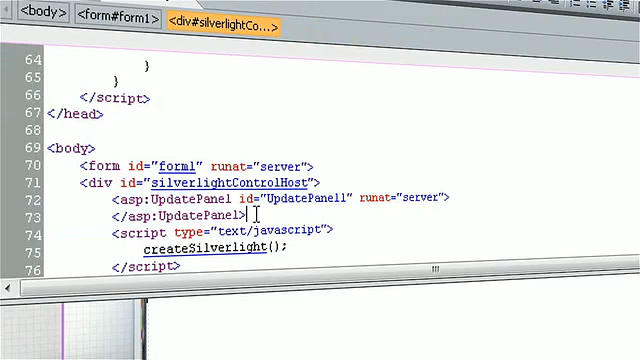 <body> <form#form1> <div#silverlightCo...>
64 }
65 }
66 </script>
67 </head>
68
69 <body>
70 <form id="form1" runat="server">
71 <div id="silverlightControlHost">
72 <asp:UpdatePanel id="UpdatePanel1" runat="server">
73 </asp:UpdatePanel>
74 <script type="text/javascript">
75 createSilverlight();
76 </script>